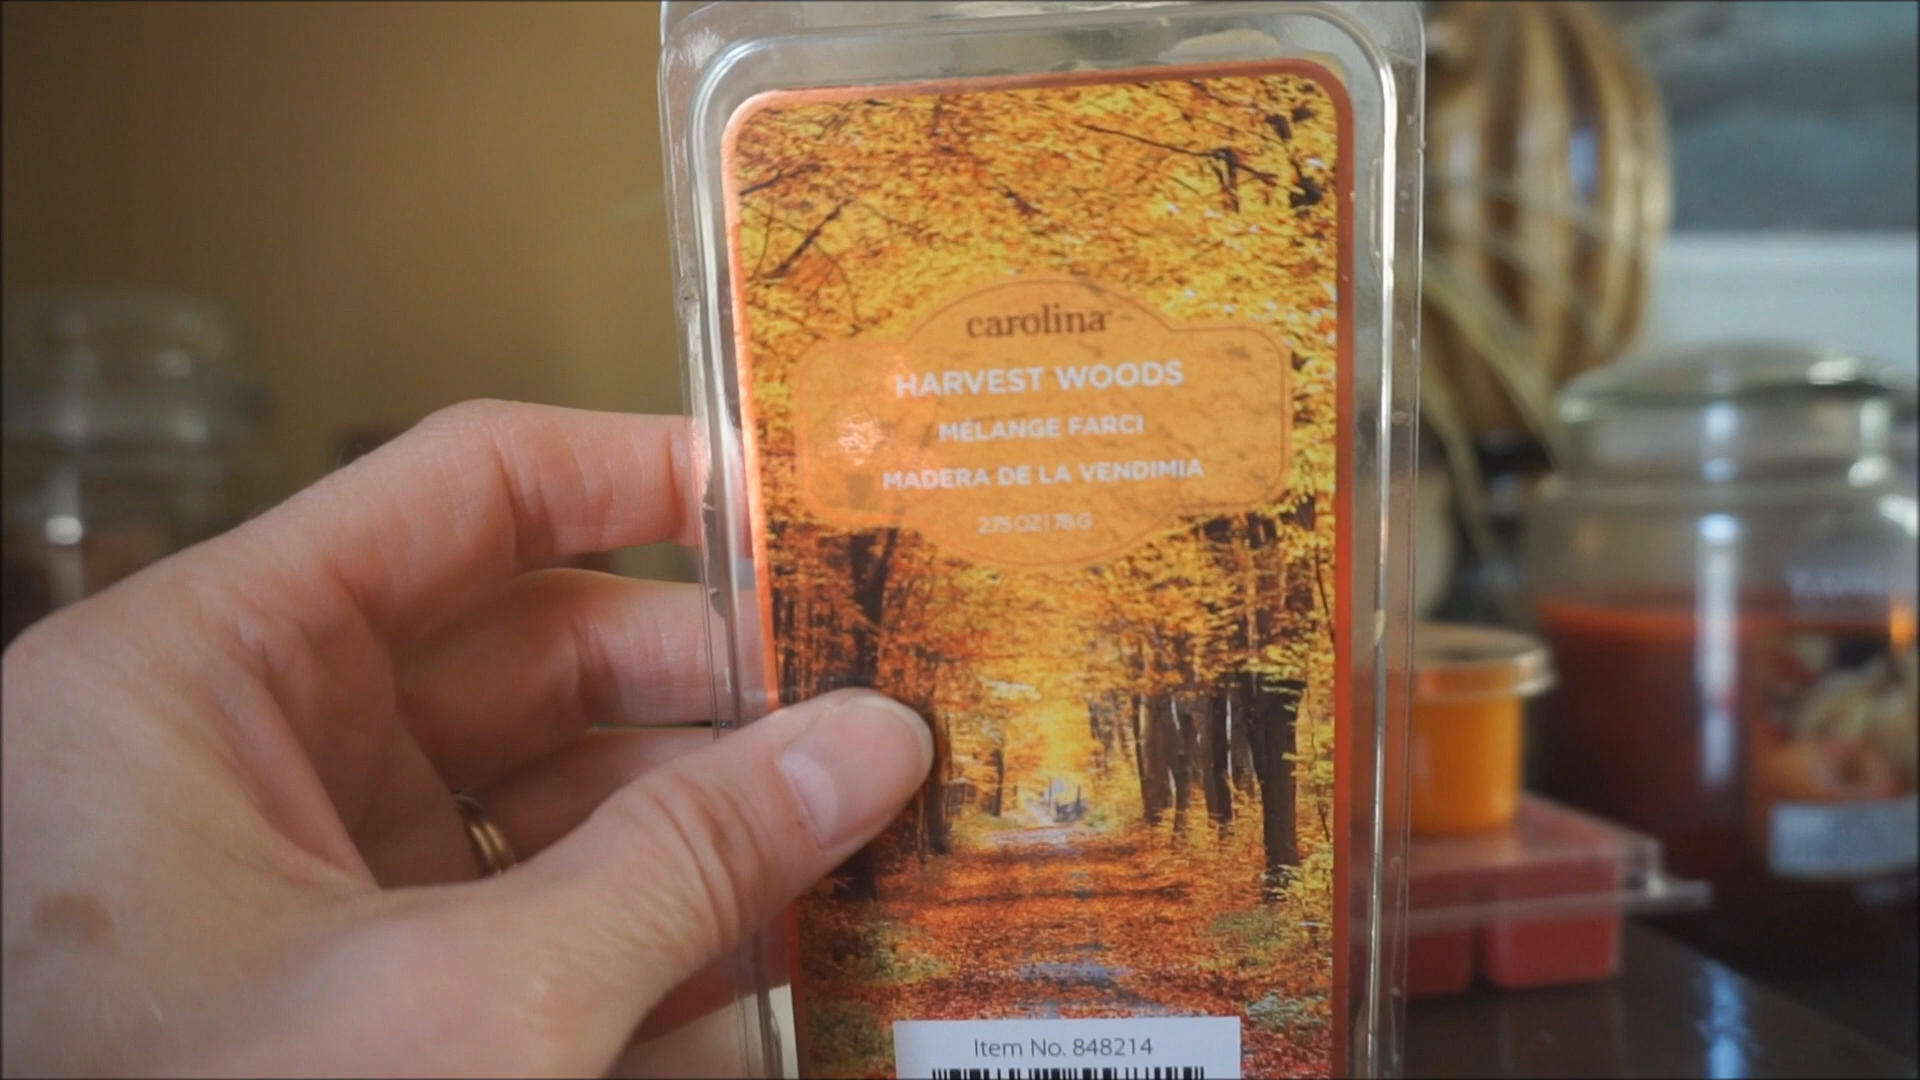 carolina
HARVEST WOODS
MÉLANGE FARCI
MADERA DE LA VENDIMIA
2.75 OZ | 78 G
Item No. 848214